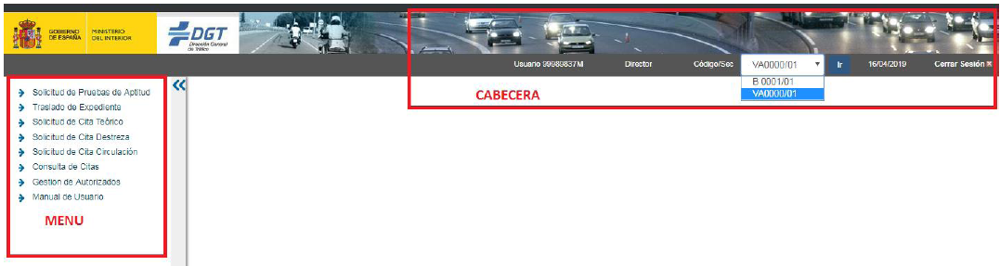 GOBIERNO DE ESPAÑA
MINISTERIO DEL INTERIOR
DGT
Dirección General de Tráfico
Usuario 99989837M Director Código/Sec VA0000/01 Ir 16/04/2019 Cerrar Sesión
B 0001/01
VA0000/01
CABECERA
Solicitud de Pruebas de Aptitud
Traslado de Expediente
Solicitud de Cita Teórico
Solicitud de Cita Destreza
Solicitud de Cita Circulación
Consulta de Citas
Gestion de Autorizados
Manual de Usuario
MENU